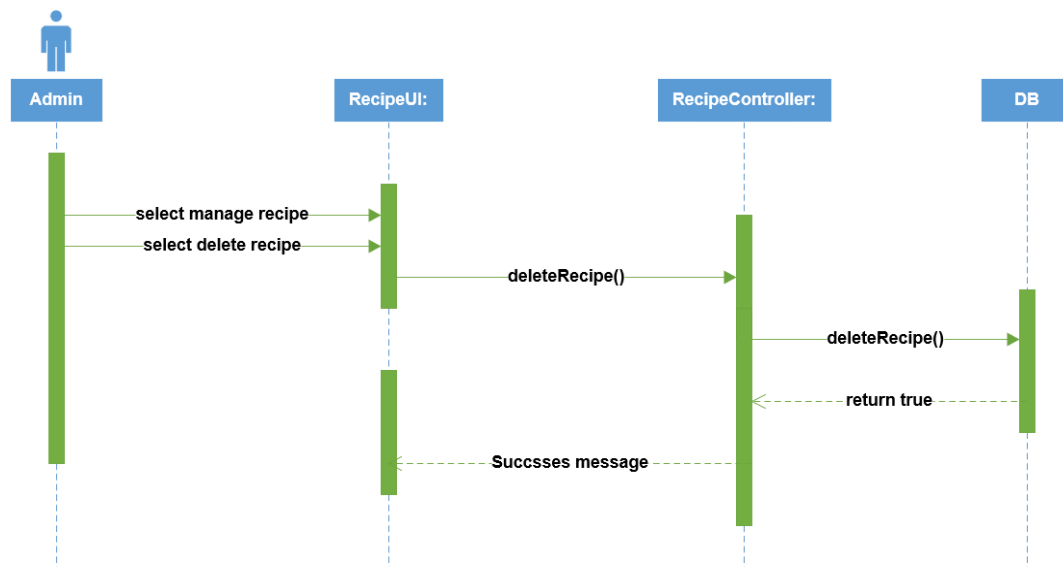 Admin
RecipeUI:
RecipeController:
DB
select manage recipe
select delete recipe
deleteRecipe()
deleteRecipe()
return true
Succsses message